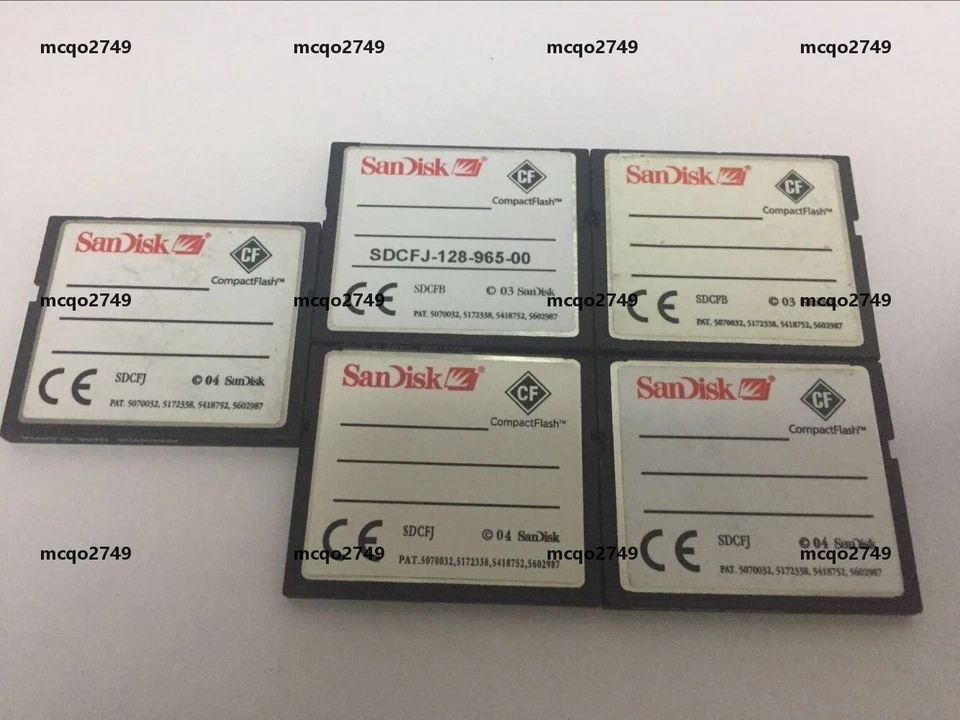 mcqo2749 mcqo2749 mcqo2749 mcqo2749
SanDisk CF
CompactFlash™
SDCFJ
© 04 SanDisk
CE
PAT. 5070032, 5172338, 5418752, 5602987
SanDisk CF
CompactFlash™
SDCFJ-128-965-00
SDCFB © 03 SanDisk
CE
PAT. 5070032, 5172338, 5418752, 5602987
SanDisk CF
CompactFlash™
SDCFB © 03
CE
PAT. 5070032, 5172338, 5418752, 5602987
mcqo2749 mcqo2749 mcqo2749 mcqo2749
SanDisk CF
CompactFlash™
SDCFJ © 04 SanDisk
CE
PAT. 5070032,5172338,5418752,5602987
SanDisk CF
CompactFlash™
SDCFJ © 04 SanDisk
CE
PAT. 5070032, 5172338, 5418752, 5602987
mcqo2749 mcqo2749 mcqo2749 mcqo2749